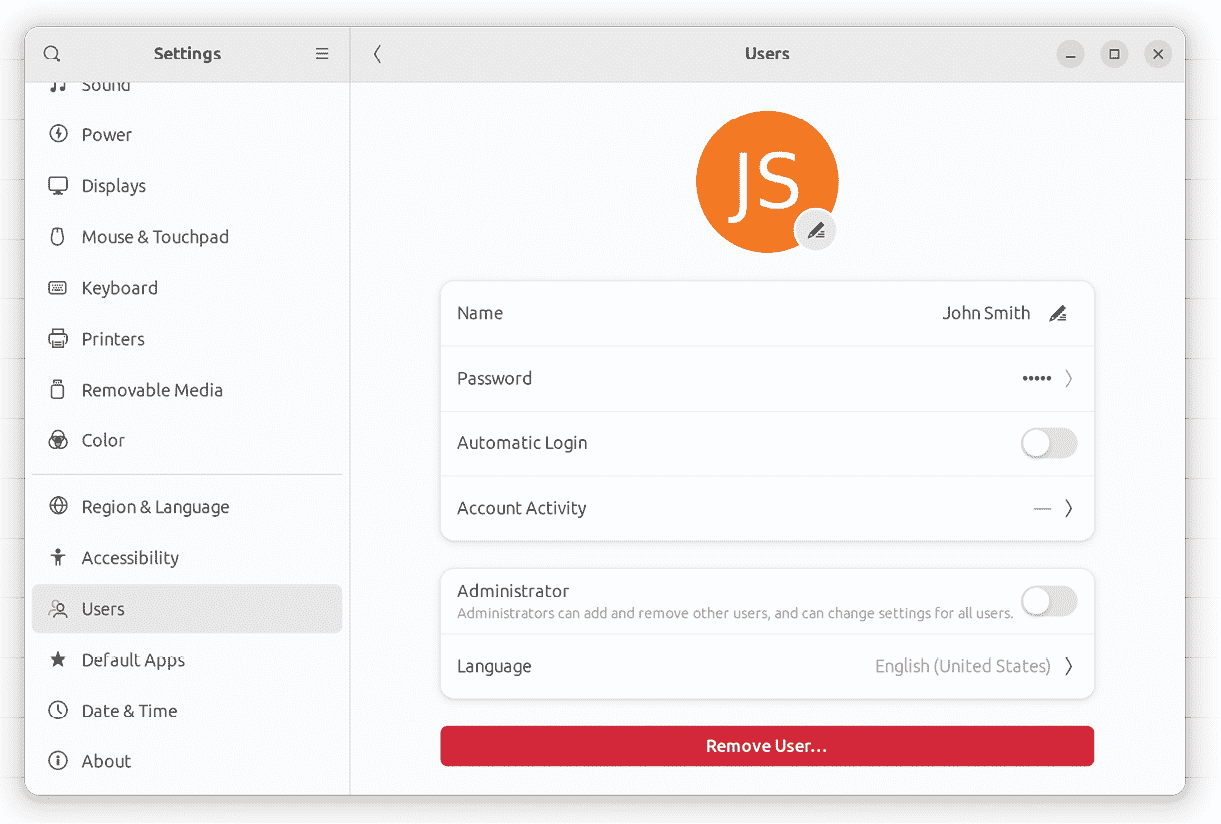 Settings
Users
Sound
Power
Displays
Mouse & Touchpad
Keyboard
Printers
Removable Media
Color
Region & Language
Accessibility
Users
Default Apps
Date & Time
About
JS
Name
John Smith
Password
•••••
Automatic Login
Account Activity
—
Administrator
Administrators can add and remove other users, and can change settings for all users.
Language
English (United States)
Remove User...